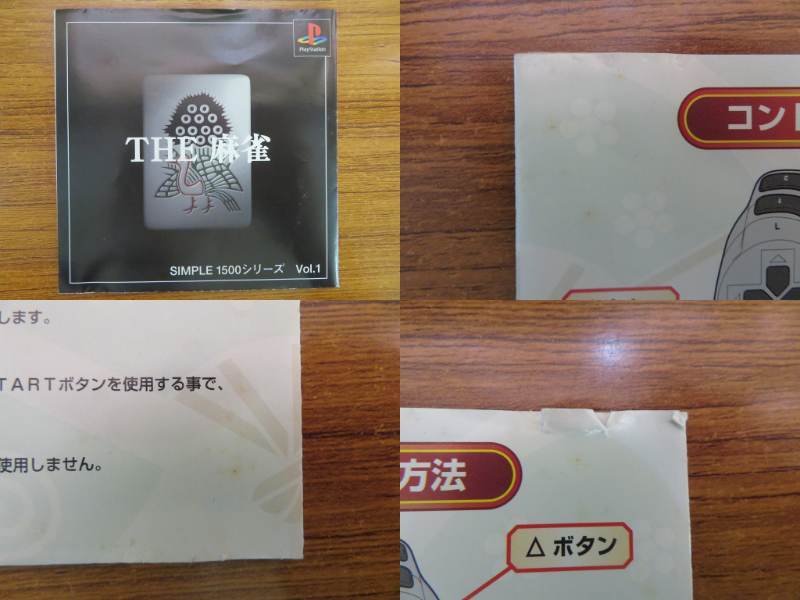 PlayStation
THE 麻雀
SIMPLE 1500シリーズ Vol.1
コント
2
1
L
します。
TARTボタンを使用する事で、
使用しません。
方法
△ ボタン